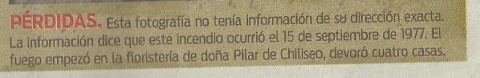 PÉRDIDAS. Esta fotografía no tenía información de su dirección exacta.
La información dice que este incendio ocurrió el 15 de septiembre de 1977. El
fuego empezó en la floristería de doña Pilar de Chiliseo, devoró cuatro casas.